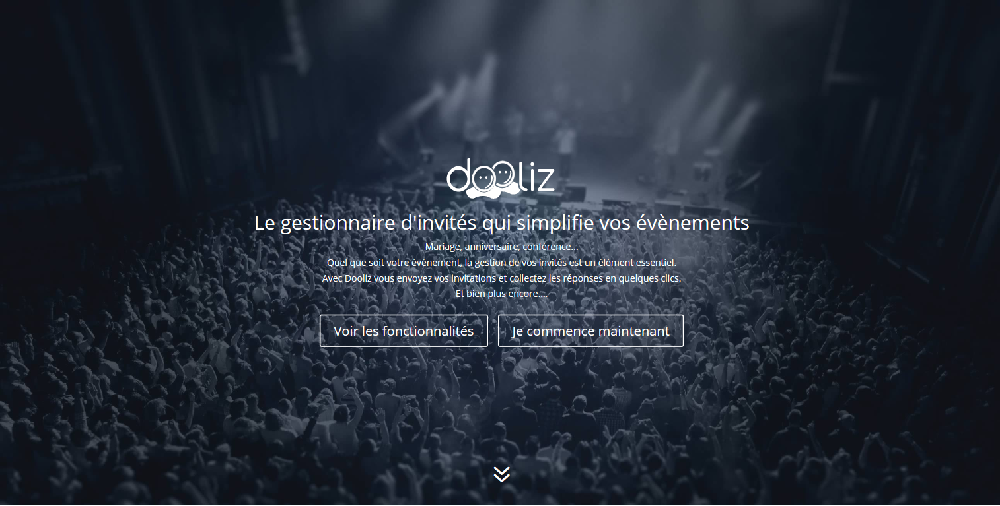 dooliz
Le gestionnaire d'invités qui simplifie vos évènements
Mariage, anniversaire, conférence...
Quel que soit votre évènement, la gestion de vos invités est un élément essentiel.
Avec Dooliz vous envoyez vos invitations et collectez les réponses en quelques clics.
Et bien plus encore....
Voir les fonctionnalités
Je commence maintenant